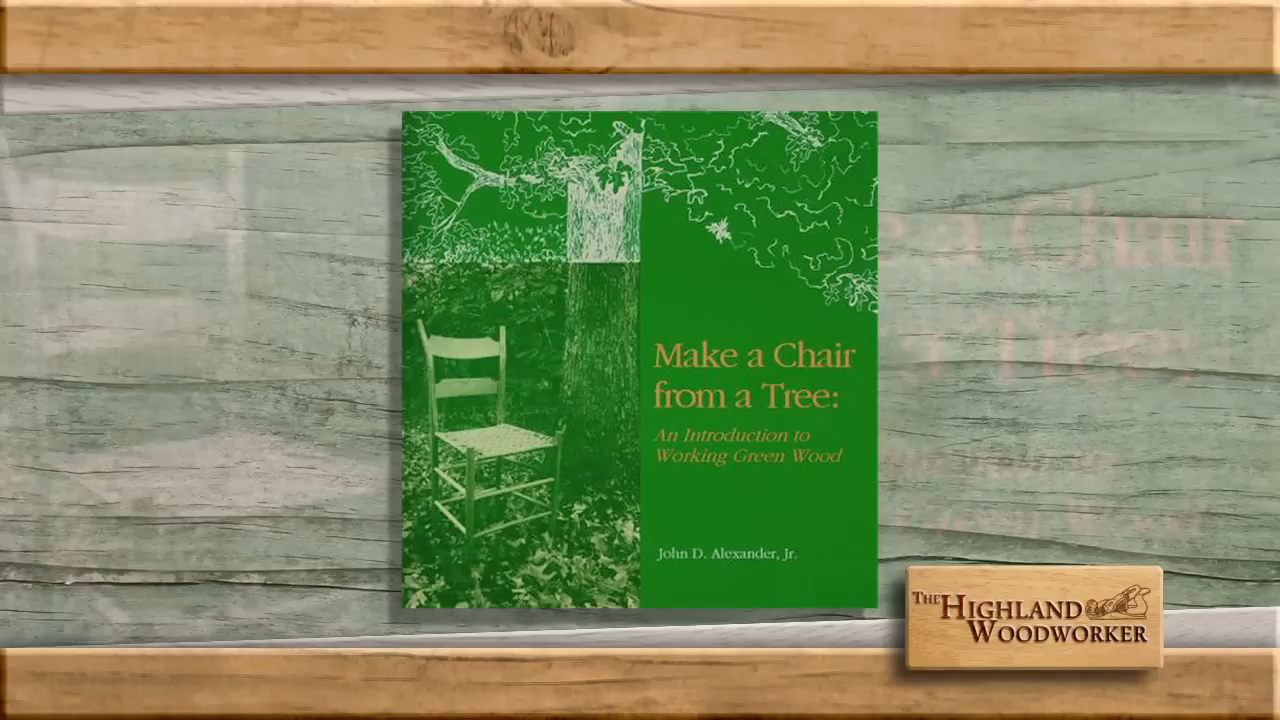 Make a Chair
from a Tree:
An Introduction to
Working Green Wood
John D. Alexander, Jr.
THE HIGHLAND
WOODWORKER